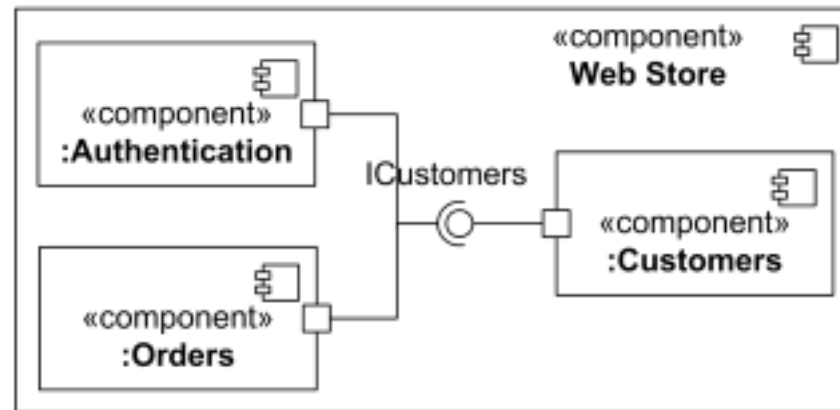 «component»
Web Store
«component»
:Authentication
ICustomers
«component»
:Customers
«component»
:Orders